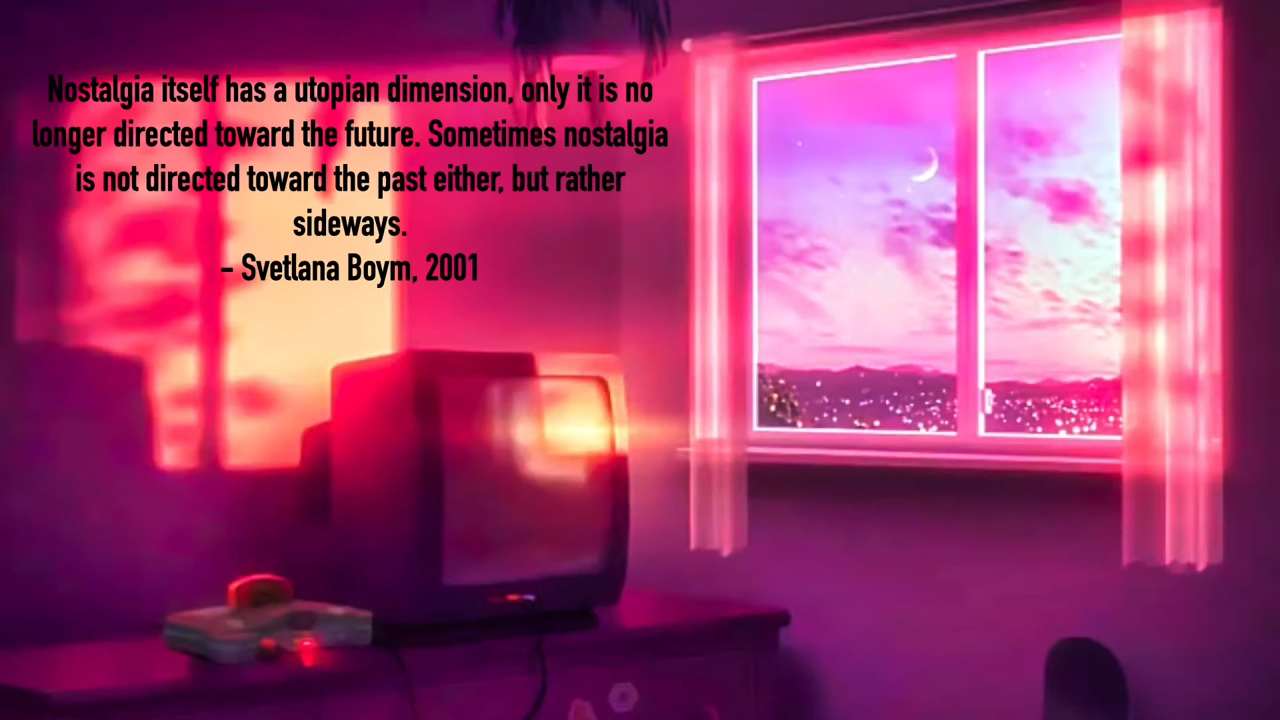 Nostalgia itself has a utopian dimension, only it is no
longer directed toward the future. Sometimes nostalgia
is not directed toward the past either, but rather
sideways.
- Svetlana Boym, 2001